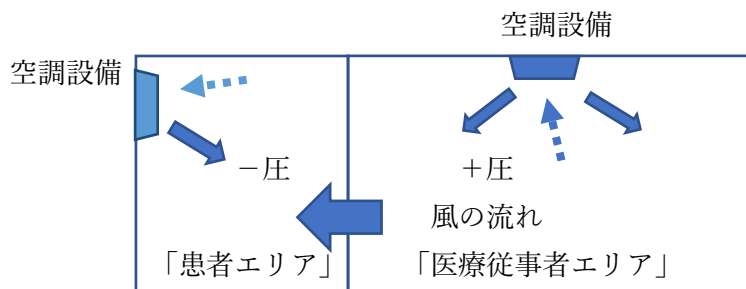 空調設備
空調設備
－圧
＋圧
風の流れ
「患者エリア」
「医療従事者エリア」